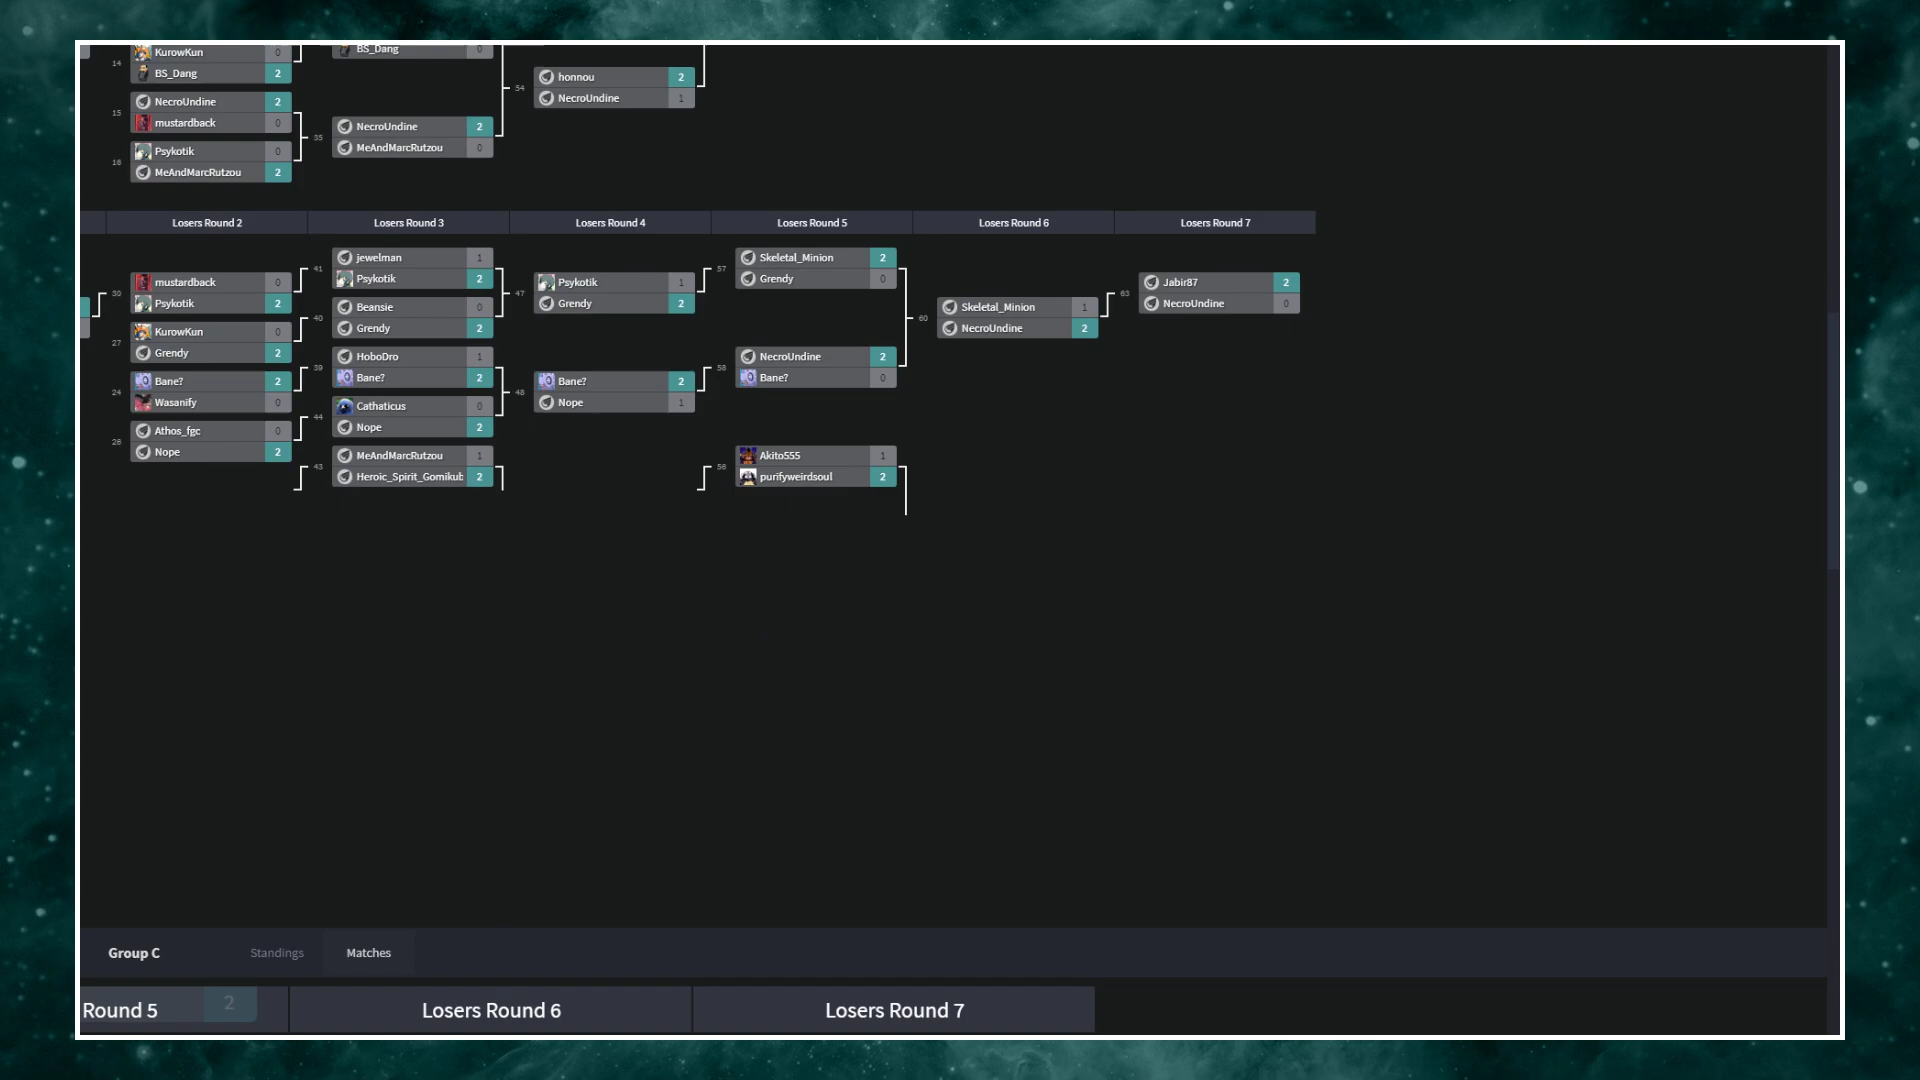 KurowKun 0
14
BS_Dang 2
BS_Dang 0
honnou 2
54
NecroUndine 1
NecroUndine 2
15
mustardback 0
NecroUndine 2
35
MeAndMarcRutzou 0
Psykotik 0
16
MeAndMarcRutzou 2
Losers Round 2
Losers Round 3
Losers Round 4
Losers Round 5
Losers Round 6
Losers Round 7
30
mustardback 0
Psykotik 2
27
KurowKun 0
Grendy 2
24
Bane? 2
Wasanify 0
26
Athos_fgc 0
Nope 2
41
jewelman 1
Psykotik 2
40
Beansie 0
Grendy 2
39
HoboDro 1
Bane? 2
44
Cathaticus 0
Nope 2
43
MeAndMarcRutzou 1
Heroic_Spirit_Gomikub 2
47
Psykotik 1
Grendy 2
48
Bane? 2
Nope 1
57
Skeletal_Minion 2
Grendy 0
58
NecroUndine 2
Bane? 0
56
Akito555 1
purifyweirdsoul 2
60
Skeletal_Minion 1
NecroUndine 2
63
Jabir87 2
NecroUndine 0
Group C Standings Matches
Round 5 2 Losers Round 6 Losers Round 7